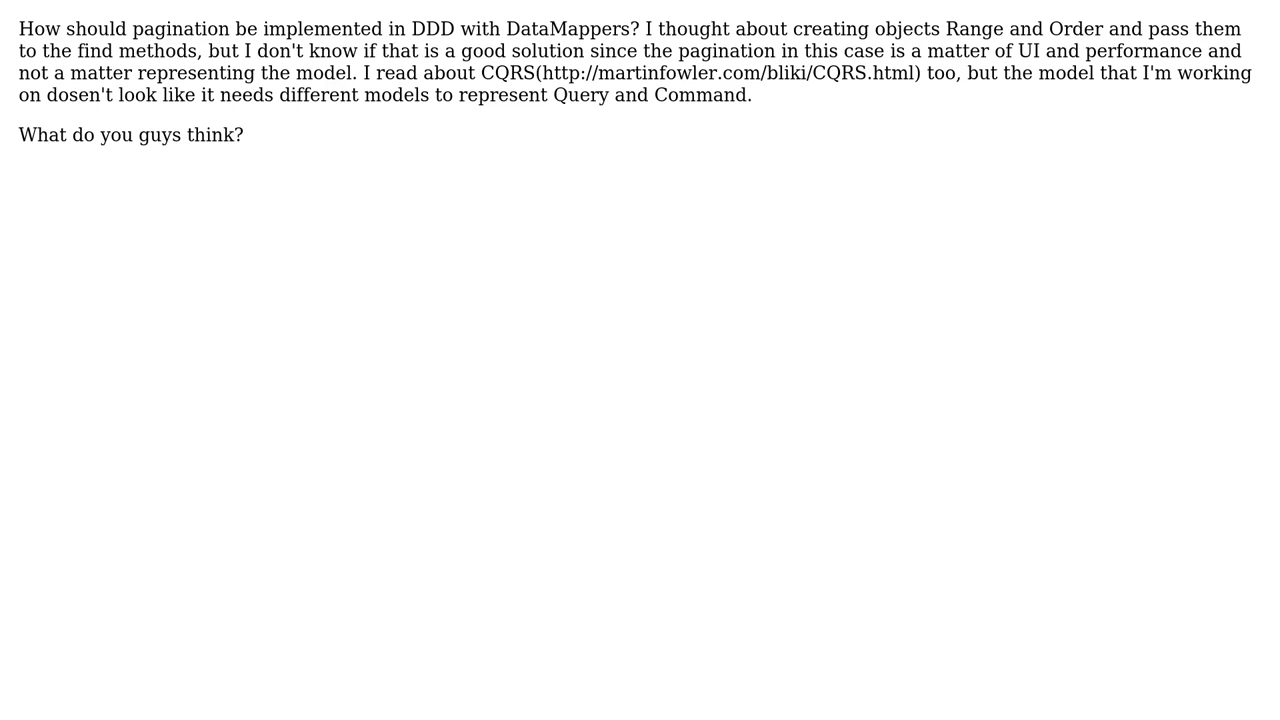 How should pagination be implemented in DDD with DataMappers? I thought about creating objects Range and Order and pass them
to the find methods, but I don't know if that is a good solution since the pagination in this case is a matter of UI and performance and
not a matter representing the model. I read about CQRS(http://martinfowler.com/bliki/CQRS.html) too, but the model that I'm working
on dosen't look like it needs different models to represent Query and Command.
What do you guys think?